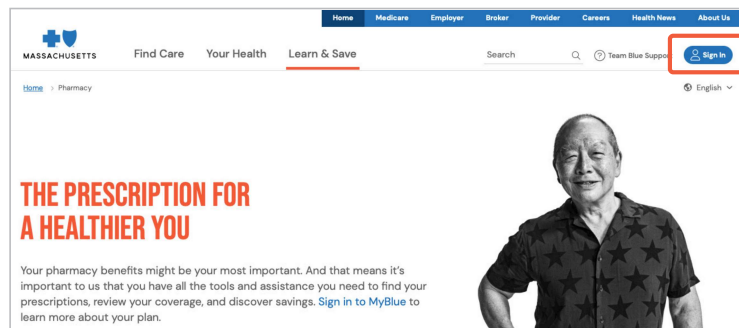 Home Medicare Employer Broker Provider Careers Health News About Us
MASSACHUSETTS
Find Care Your Health Learn & Save
Search
Team Blue Suppor
Sign In
Home > Pharmacy
English
THE PRESCRIPTION FOR
A HEALTHIER YOU
Your pharmacy benefits might be your most important. And that means it's
important to us that you have all the tools and assistance you need to find your
prescriptions, review your coverage, and discover savings. Sign in to MyBlue to
learn more about your plan.